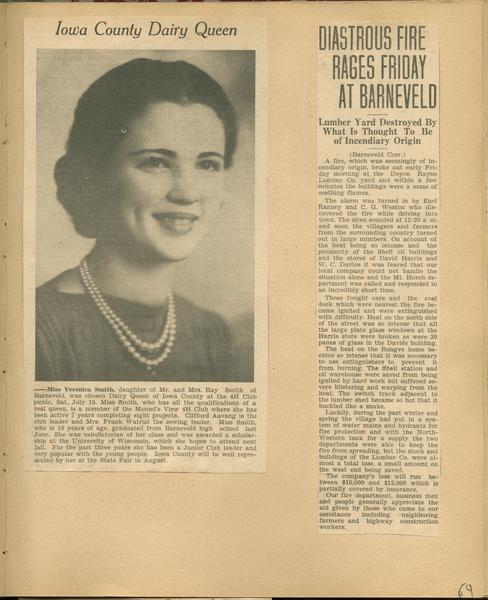 Iowa County Dairy Queen
——Miss Veronica Smith, daughter of Mr. and Mrs. Ray Smith of
Barneveld, was chosen Dairy Queen of Iowa County at the 4H Club
picnic, Sat., July 15. Miss Smith, who has all the qualifications of a
real queen, is a member of the Mound's View 4H Club where she has
been active 7 years completing eight projects. Clifford Aavang is the
club leader and Mrs. Frank Watrud the sewing leader. Miss Smith,
who is 18 years of age, graduated from Barneveld high school last
June. She was valedictorian of her class and was awarded a scholar-
ship at the University of Wisconsin, which she hopes to attend next
fall. For the past three years she has been a Junior Club leader and
very popular with the young people. Iowa County will be well repre-
sented by her at the State Fair in August.
DIASTROUS FIRE
RAGES FRIDAY
AT BARNEVELD
Lumber Yard Destroyed By
What Is Thought To Be
of Incendiary Origin
(Barneveld Corr.)
A fire, which was seemingly of in-
cendiary origin, broke out early Fri-
day morning at the Doyon Rayne
Lumber Co. yard and within a few
minutes the buildings were a mass of
seething flames.
The alarm was turned in by Earl
Ranney and C. G. Weston who dis-
covered the fire while driving into
town. The siren sounded at 12:20 a. m.
and soon the villagers and farmers
from the surrounding country turned
out in large numbers. On account of
the heat being so intense and the
proximity of the Shell oil buildings
and the stores of David Harris and
W. C. Davies it was feared that our
local company could not handle the
situation alone and the Mt. Horeb de-
partment was called and responded in
an incredibly short time.
Three freight cars and the coal
dock which were nearest the fire be-
came ignited and were extinguished
with difficulty. Heat on the north side
of the street was so intense that all
the large plate glass windows at the
Harris store were broken as were 20
panes of glass in the Davies building.
The heat on the Rongve home be-
came so intense that it was necessary
to use extinguishers to prevent it
from burning. The Shell station and
oil warehouse were saved from being
ignited by hard work but suffered se-
vere blistering and warping from the
heat. The switch track adjacent to
the lumber shed became so hot that it
buckled like a snake.
Luckily, during the past winter and
spring the village had put in a sys-
tem of water mains and hydrants for
fire protection and with the North-
Western tank for a supply the two
departments were able to keep the
fire from spreading, but the stock and
buildings of the Lumber Co. were al-
most a total loss, a small amount on
the west end being saved.
The company's loss will run be-
tween $10,000 and $12,000 which is
partially covered by insurance.
Our fire department, business men
and people generally appreciate the
aid given by those who came to our
assistance including neighboring
farmers and highway construction
workers.
69